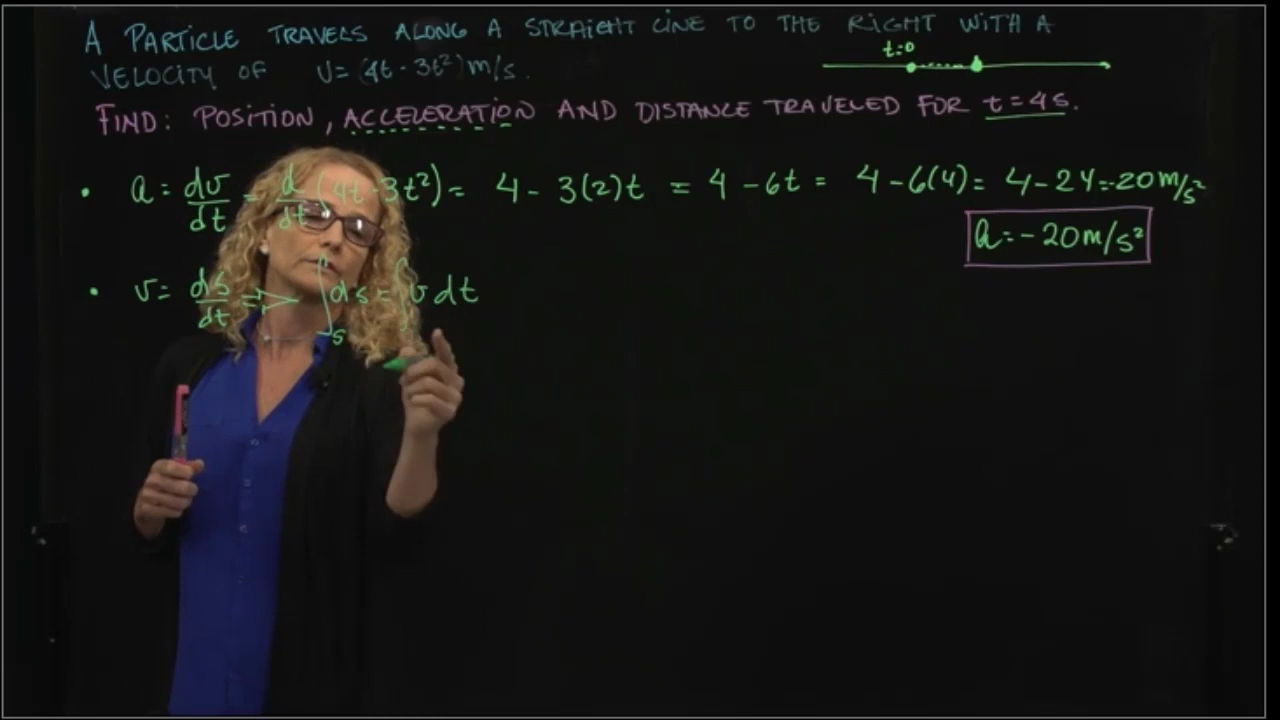 A PARTICLE TRAVELS ALONG A STRAIGHT LINE TO THE RIGHT WITH A
VELOCITY OF v = (4t - 3t²) m/s.
t=0
FIND: POSITION, ACCELERATION AND DISTANCE TRAVELED FOR t = 4s.
• a = dv/dt = d/dt (4t - 3t²) = 4 - 3(2)t = 4 - 6t = 4 - 6(4) = 4 - 24 = -20 m/s²
a = -20 m/s²
• v = ds/dt => ∫s ds = ∫ v dt